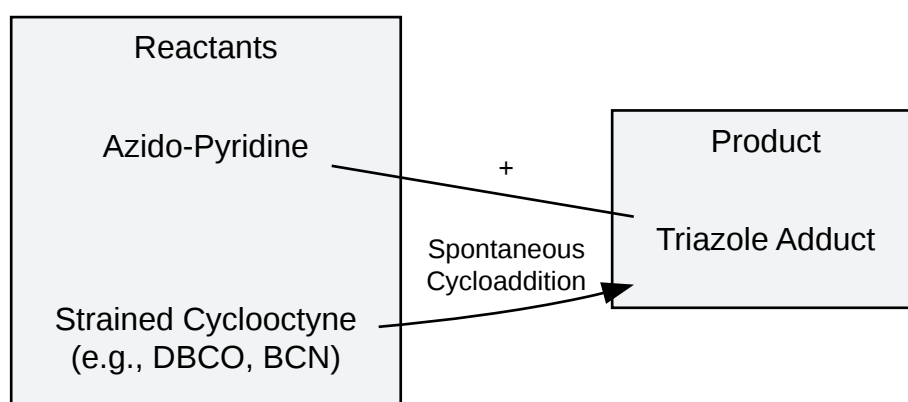 Reactants
Azido-Pyridine
Strained Cyclooctyne
(e.g., DBCO, BCN)
+
Spontaneous
Cycloaddition
Product
Triazole Adduct